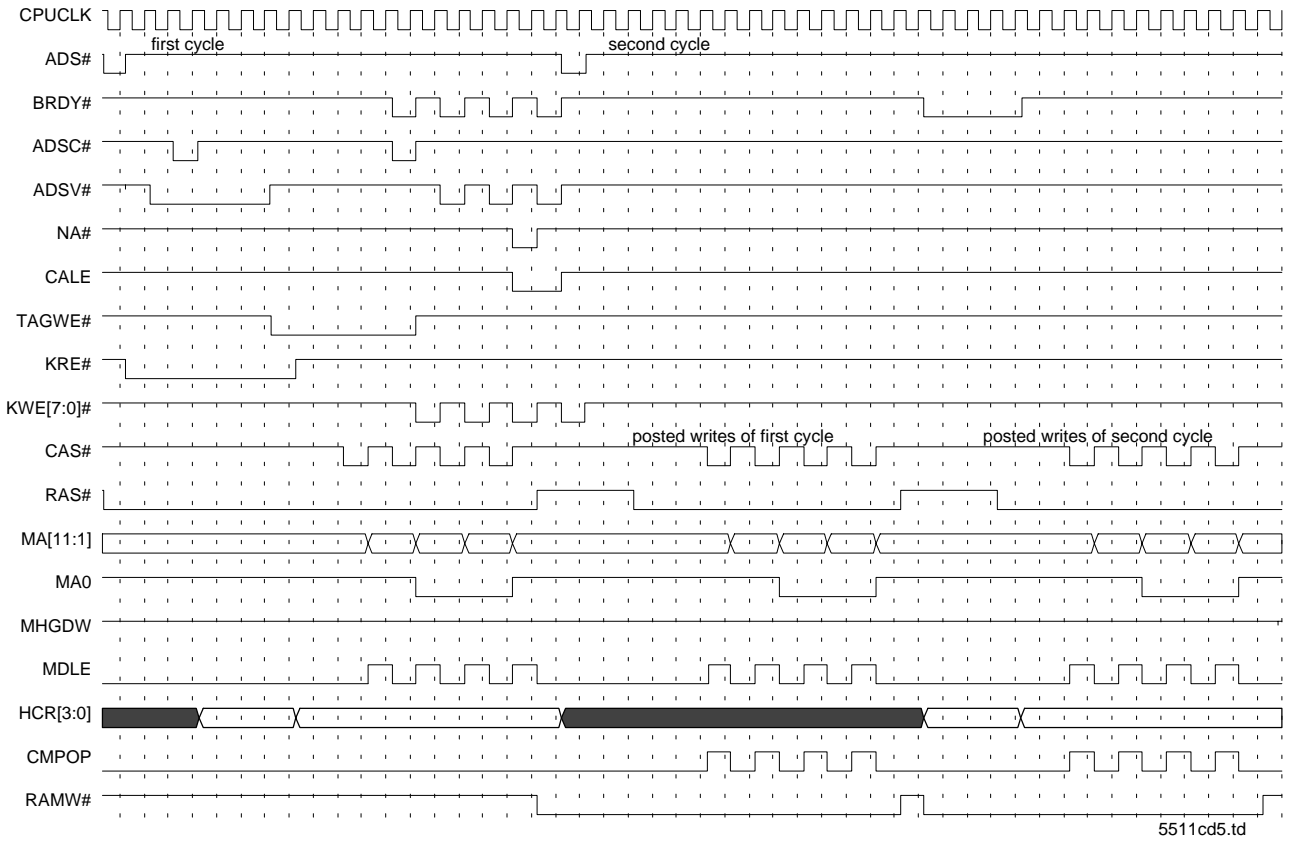 CPUCLK
first cycle
second cycle
ADS#
BRDY#
ADSC#
ADSV#
NA#
CALE
TAGWE#
KRE#
KWE[7:0]#
posted writes of first cycle
posted writes of second cycle
CAS#
RAS#
MA[11:1]
MA0
MHGDW
MDLE
HCR[3:0]
CMPOP
RAMW#
5511cd5.td